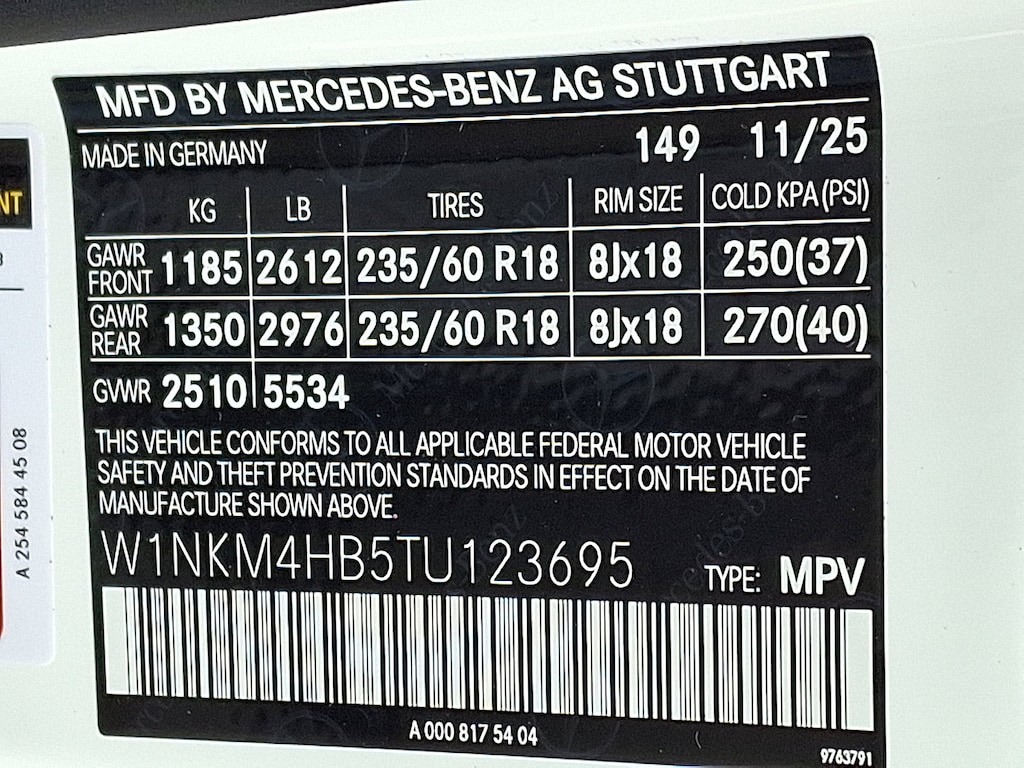 MFD BY MERCEDES-BENZ AG STUTTGART
MADE IN GERMANY 149 11/25
KG LB TIRES RIM SIZE COLD KPA (PSI)
GAWR FRONT 1185 2612 235/60 R18 8Jx18 250(37)
GAWR REAR 1350 2976 235/60 R18 8Jx18 270(40)
GVWR 2510 5534
THIS VEHICLE CONFORMS TO ALL APPLICABLE FEDERAL MOTOR VEHICLE
SAFETY AND THEFT PREVENTION STANDARDS IN EFFECT ON THE DATE OF
MANUFACTURE SHOWN ABOVE.
W1NKM4HB5TU123695 TYPE: MPV
A 000 817 54 04
9763791
NT
A 254 584 45 08